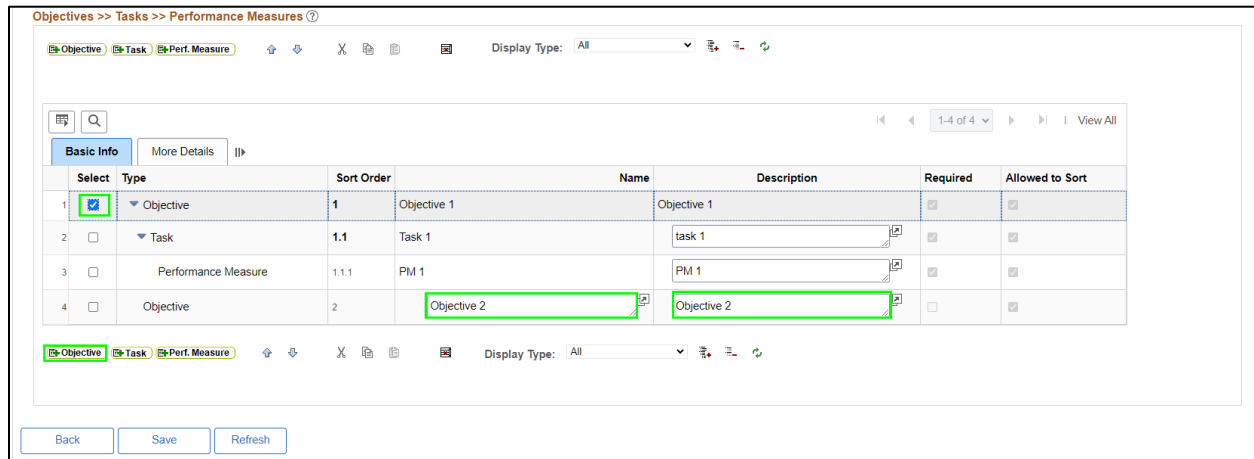 Objectives >> Tasks >> Performance Measures ?
Objective Task Perf. Measure Display Type: All
1-4 of 4 View All
Basic Info More Details
Select Type Sort Order Name Description Required Allowed to Sort
1 Objective 1 Objective 1 Objective 1
2 Task 1.1 Task 1 task 1
3 Performance Measure 1.1.1 PM 1 PM 1
4 Objective 2 Objective 2 Objective 2
Objective Task Perf. Measure Display Type: All
Back Save Refresh